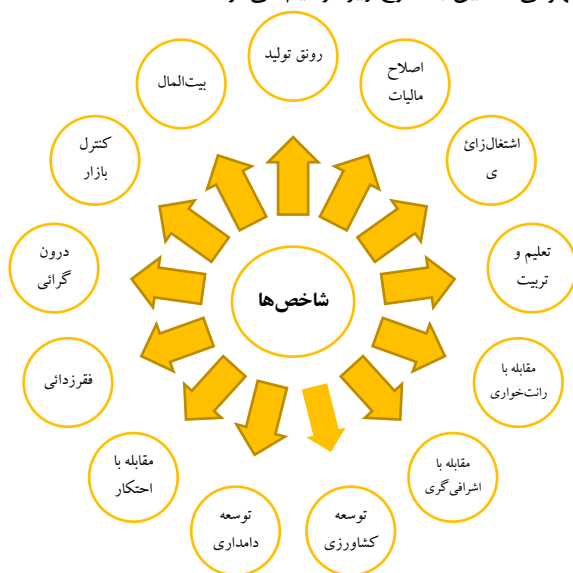 رونق تولید
اصلاح
مالیات
اشتغال‌زائ
ی
تعلیم و
تربیت
مقابله با
رانت‌خواری
مقابله با
اشرافی‌گری
توسعه
کشاورزی
توسعه
دامداری
مقابله با
احتکار
فقرزدائی
درون
گرائی
کنترل
بازار
بیت‌المال
شاخص‌ها